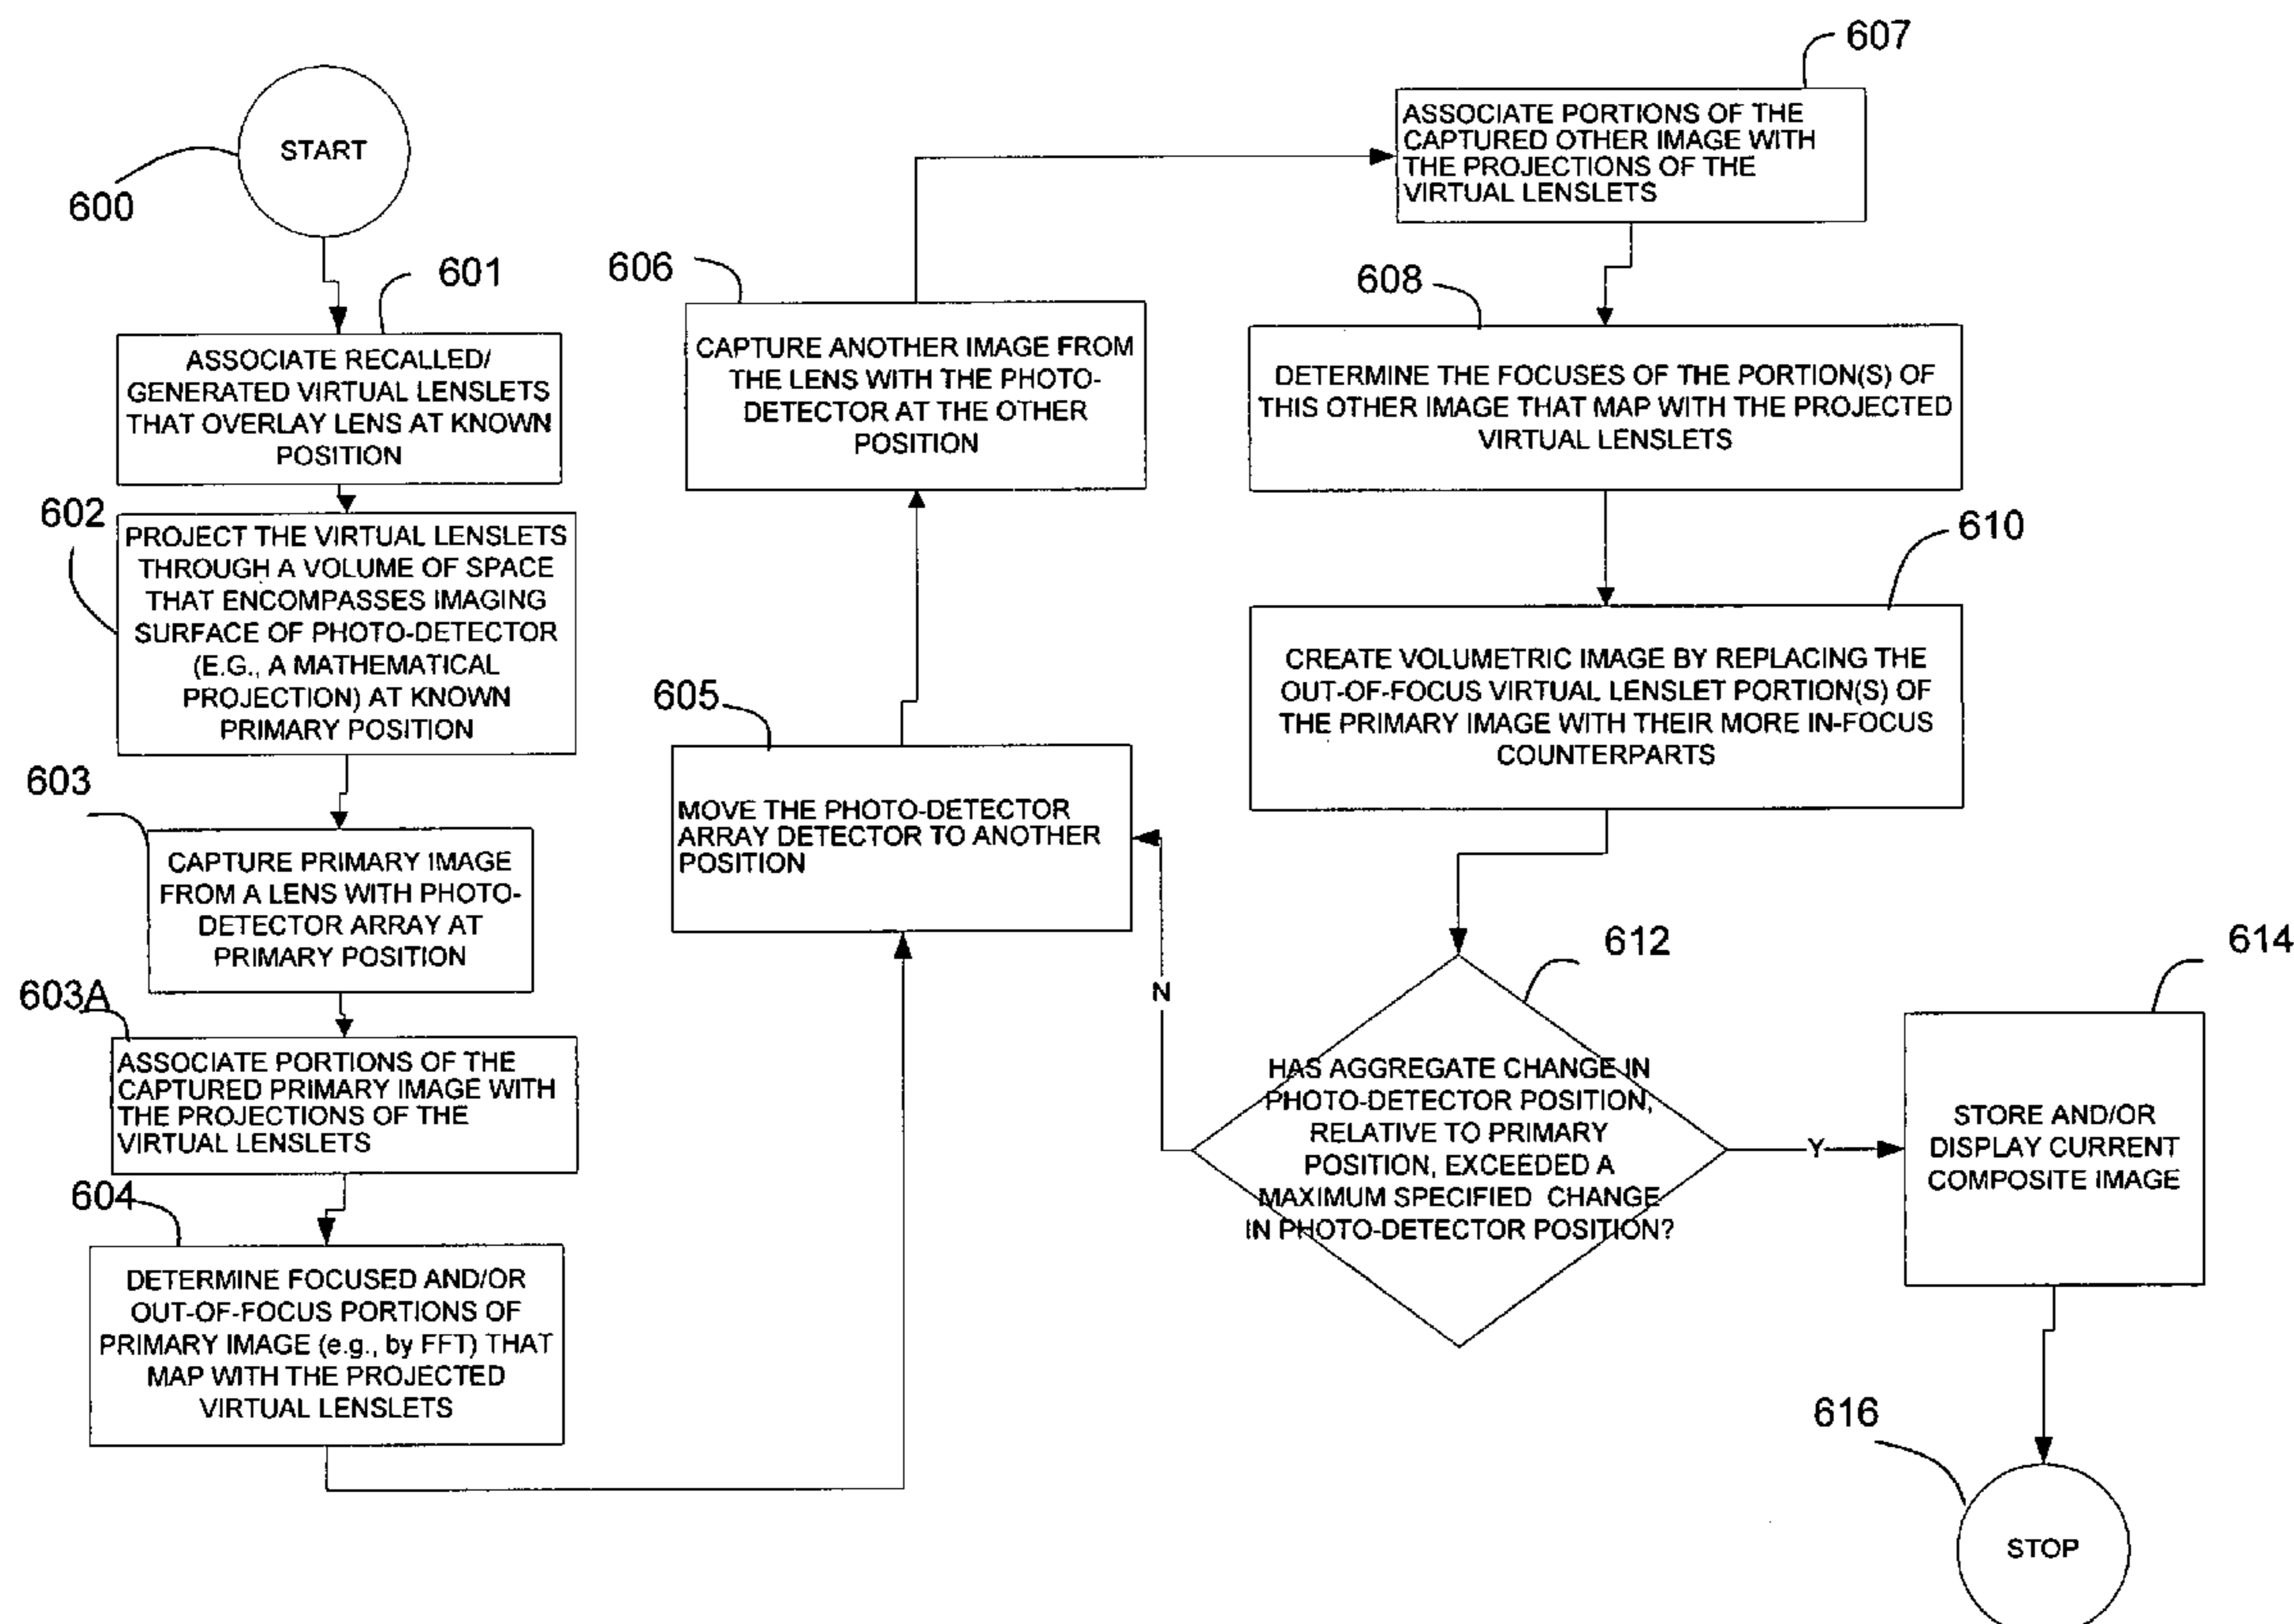 START
600
601
ASSOCIATE RECALLED/
GENERATED VIRTUAL LENSLETS
THAT OVERLAY LENS AT KNOWN
POSITION
602
PROJECT THE VIRTUAL LENSLETS
THROUGH A VOLUME OF SPACE
THAT ENCOMPASSES IMAGING
SURFACE OF PHOTO-DETECTOR
(E.G., A MATHEMATICAL
PROJECTION) AT KNOWN
PRIMARY POSITION
603
CAPTURE PRIMARY IMAGE
FROM A LENS WITH PHOTO-
DETECTOR ARRAY AT
PRIMARY POSITION
603A
ASSOCIATE PORTIONS OF THE
CAPTURED PRIMARY IMAGE WITH
THE PROJECTIONS OF THE
VIRTUAL LENSLETS
604
DETERMINE FOCUSED AND/OR
OUT-OF-FOCUS PORTIONS OF
PRIMARY IMAGE (e.g., by FFT) THAT
MAP WITH THE PROJECTED
VIRTUAL LENSLETS
605
MOVE THE PHOTO-DETECTOR
ARRAY DETECTOR TO ANOTHER
POSITION
606
CAPTURE ANOTHER IMAGE FROM
THE LENS WITH THE PHOTO-
DETECTOR AT THE OTHER
POSITION
607
ASSOCIATE PORTIONS OF THE
CAPTURED OTHER IMAGE WITH
THE PROJECTIONS OF THE
VIRTUAL LENSLETS
608
DETERMINE THE FOCUSES OF THE PORTION(S) OF
THIS OTHER IMAGE THAT MAP WITH THE PROJECTED
VIRTUAL LENSLETS
610
CREATE VOLUMETRIC IMAGE BY REPLACING THE
OUT-OF-FOCUS VIRTUAL LENSLET PORTION(S) OF
THE PRIMARY IMAGE WITH THEIR MORE IN-FOCUS
COUNTERPARTS
612
HAS AGGREGATE CHANGE IN
PHOTO-DETECTOR POSITION,
RELATIVE TO PRIMARY
POSITION, EXCEEDED A
MAXIMUM SPECIFIED CHANGE
IN PHOTO-DETECTOR POSITION?
N
Y
614
STORE AND/OR
DISPLAY CURRENT
COMPOSITE IMAGE
616
STOP